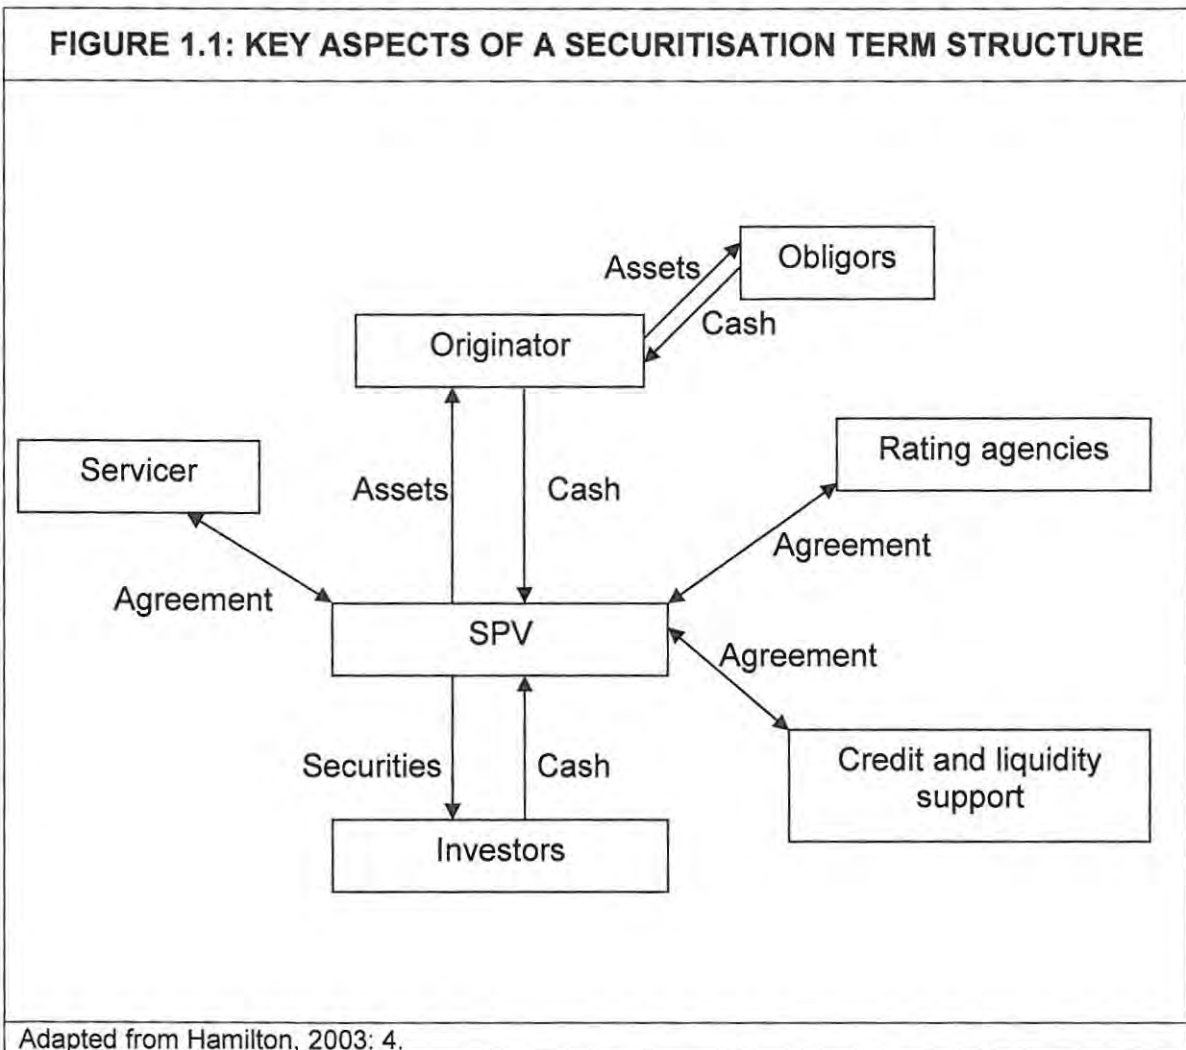 FIGURE 1.1: KEY ASPECTS OF A SECURITISATION TERM STRUCTURE
Obligors
Assets
Cash
Originator
Rating agencies
Servicer
Assets
Cash
Agreement
Agreement
SPV
Agreement
Securities
Cash
Credit and liquidity
support
Investors
Adapted from Hamilton, 2003: 4.